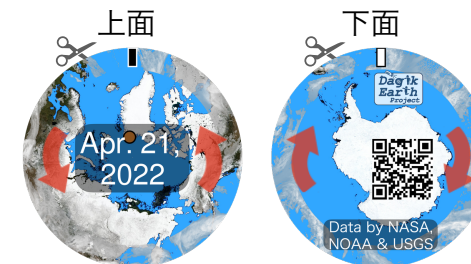 上面
下面
Apr. 21,
2022
Dagik
Earth
Project
Data by NASA,
NOAA & USGS